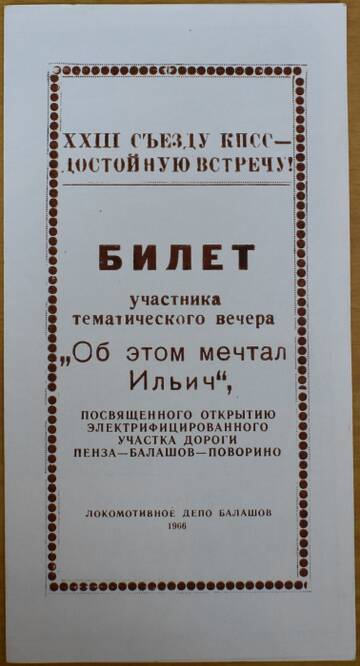 XXIII СЪЕЗДУ КПСС—
ДОСТОЙНУЮ ВСТРЕЧУ!
БИЛЕТ
участника
тематического вечера
„Об этом мечтал
Ильич“,
ПОСВЯЩЕННОГО ОТКРЫТИЮ
ЭЛЕКТРИФИЦИРОВАННОГО
УЧАСТКА ДОРОГИ
ПЕНЗА—БАЛАШОВ—ПОВОРИНО
ЛОКОМОТИВНОЕ ДЕПО БАЛАШОВ
1966